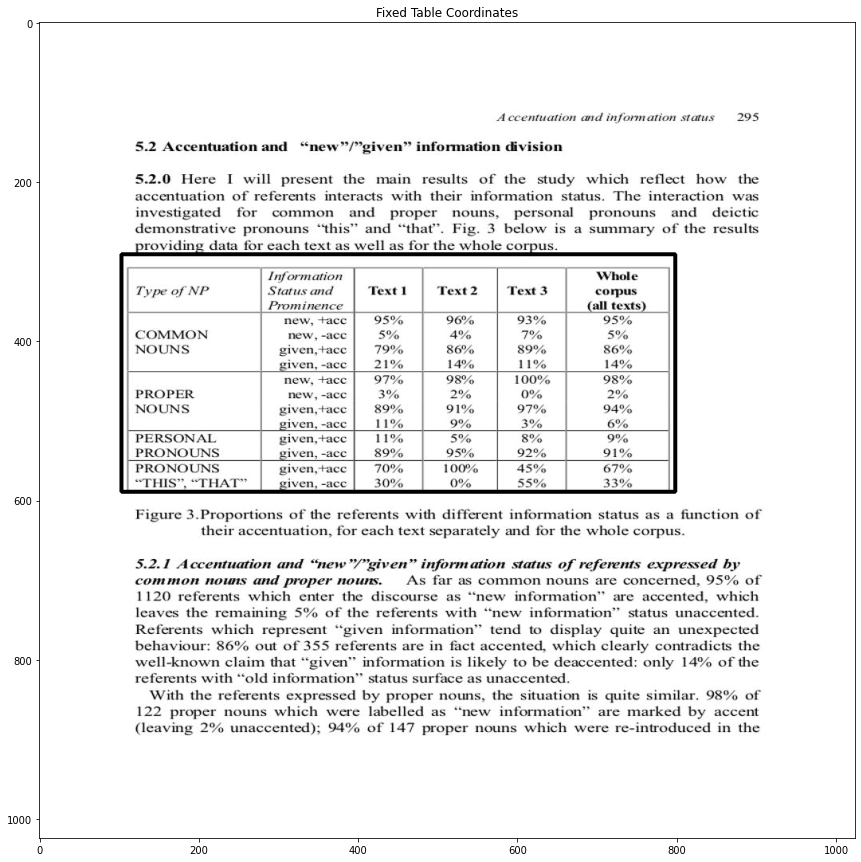 Fixed Table Coordinates
0
200
400
600
800
1000
Accentuation and information status 295
5.2 Accentuation and “new”/”given” information division
5.2.0 Here I will present the main results of the study which reflect how the
accentuation of referents interacts with their information status. The interaction was
investigated for common and proper nouns, personal pronouns and deictic
demonstrative pronouns “this” and “that”. Fig. 3 below is a summary of the results
providing data for each text as well as for the whole corpus.
Type of NP Information Status and Prominence Text 1 Text 2 Text 3 Whole corpus (all texts)
COMMON NOUNS new, +acc 95% 96% 93% 95%
new, -acc 5% 4% 7% 5%
given,+acc 79% 86% 89% 86%
given, -acc 21% 14% 11% 14%
PROPER NOUNS new, +acc 97% 98% 100% 98%
new, -acc 3% 2% 0% 2%
given,+acc 89% 91% 97% 94%
given, -acc 11% 9% 3% 6%
PERSONAL given,+acc 11% 5% 8% 9%
PRONOUNS given, -acc 89% 95% 92% 91%
PRONOUNS given,+acc 70% 100% 45% 67%
“THIS”, “THAT” given, -acc 30% 0% 55% 33%
Figure 3.Proportions of the referents with different information status as a function of
their accentuation, for each text separately and for the whole corpus.
5.2.1 Accentuation and “new”/”given” information status of referents expressed by
common nouns and proper nouns. As far as common nouns are concerned, 95% of
1120 referents which enter the discourse as “new information” are accented, which
leaves the remaining 5% of the referents with “new information” status unaccented.
Referents which represent “given information” tend to display quite an unexpected
behaviour: 86% out of 355 referents are in fact accented, which clearly contradicts the
well-known claim that “given” information is likely to be deaccented: only 14% of the
referents with “old information” status surface as unaccented.
With the referents expressed by proper nouns, the situation is quite similar. 98% of
122 proper nouns which were labelled as “new information” are marked by accent
(leaving 2% unaccented); 94% of 147 proper nouns which were re-introduced in the
0 200 400 600 800 1000